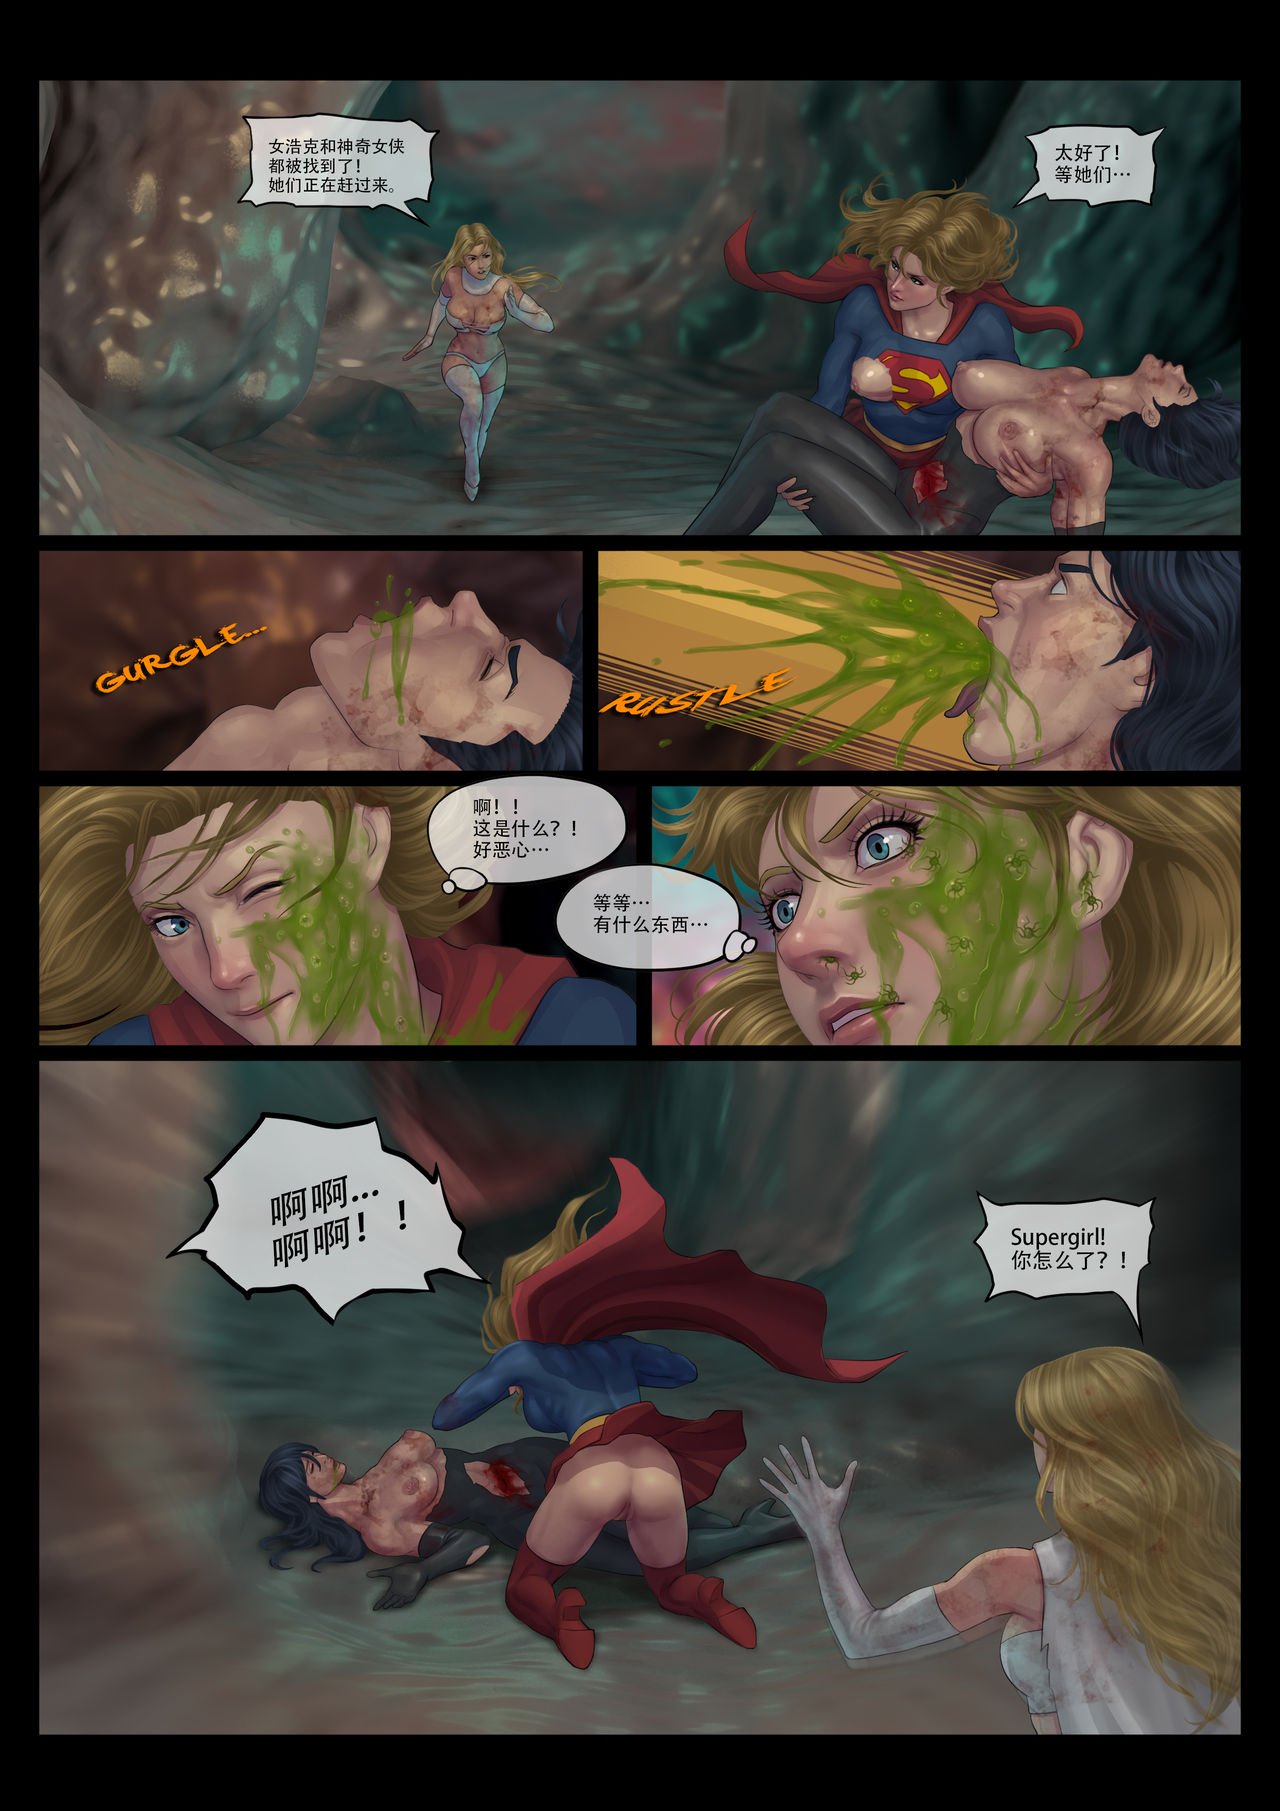 女浩克和神奇女侠
都被找到了！
她们正在赶过来。
太好了！
等她们…
GURGLE...
RUSTLE
啊！！
这是什么？！
好恶心…
等等…
有什么东西…
啊啊…
啊啊啊！！
Supergirl!
你怎么了？！